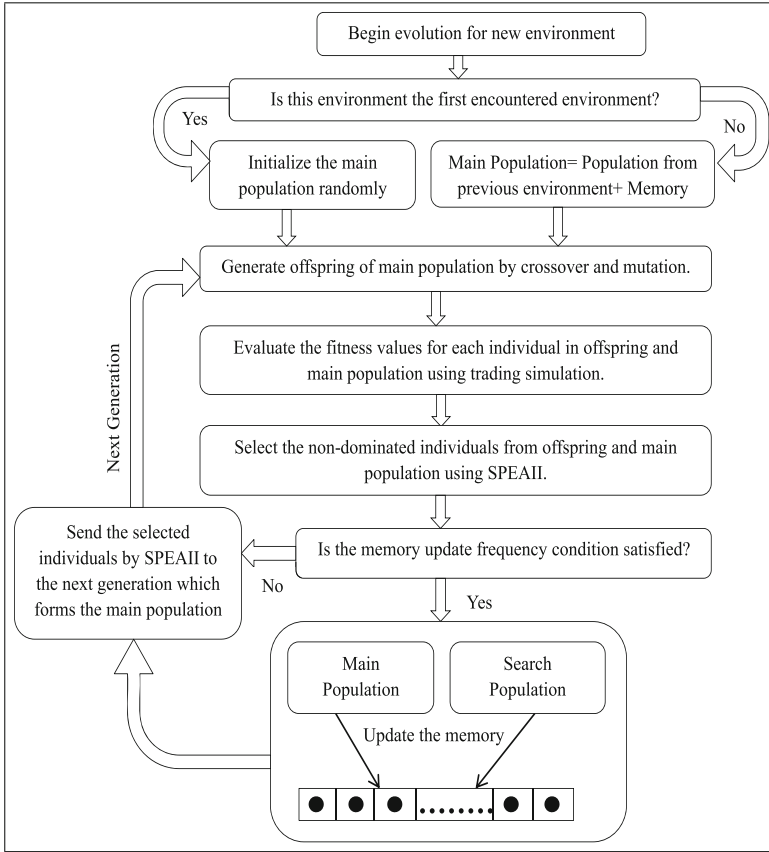 Begin evolution for new environment
Is this environment the first encountered environment?
Yes
No
Initialize the main
population randomly
Main Population= Population from
previous environment+ Memory
Generate offspring of main population by crossover and mutation.
Evaluate the fitness values for each individual in offspring and
main population using trading simulation.
Next Generation
Select the non-dominated individuals from offspring and main
population using SPEAII.
Send the selected
individuals by SPEAII to
the next generation which
forms the main population
Is the memory update frequency condition satisfied?
No
Yes
Main
Population
Search
Population
Update the memory